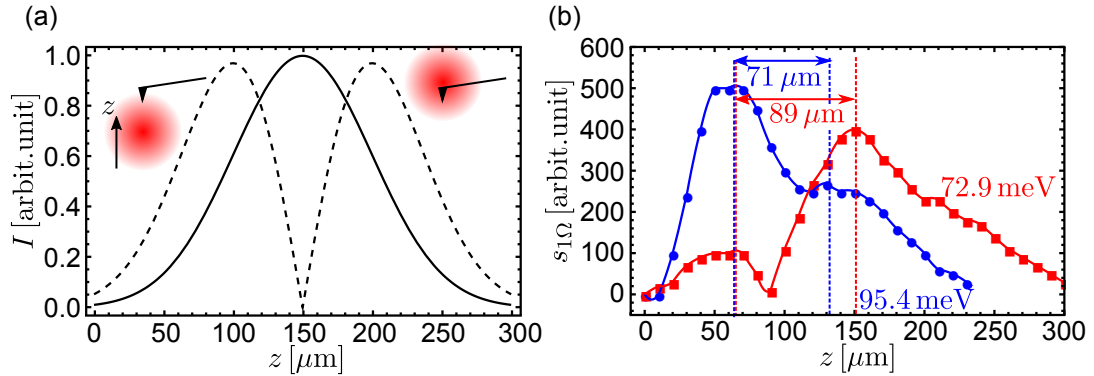 (a)
I [arbit.unit]
1.0
0.8
0.6
0.4
0.2
0.0
z
0 50 100 150 200 250 300
z [μm]
(b)
s1Ω [arbit.unit]
600
500
400
300
200
100
0
71 μm
89 μm
72.9 meV
95.4 meV
0 50 100 150 200 250 300
z [μm]